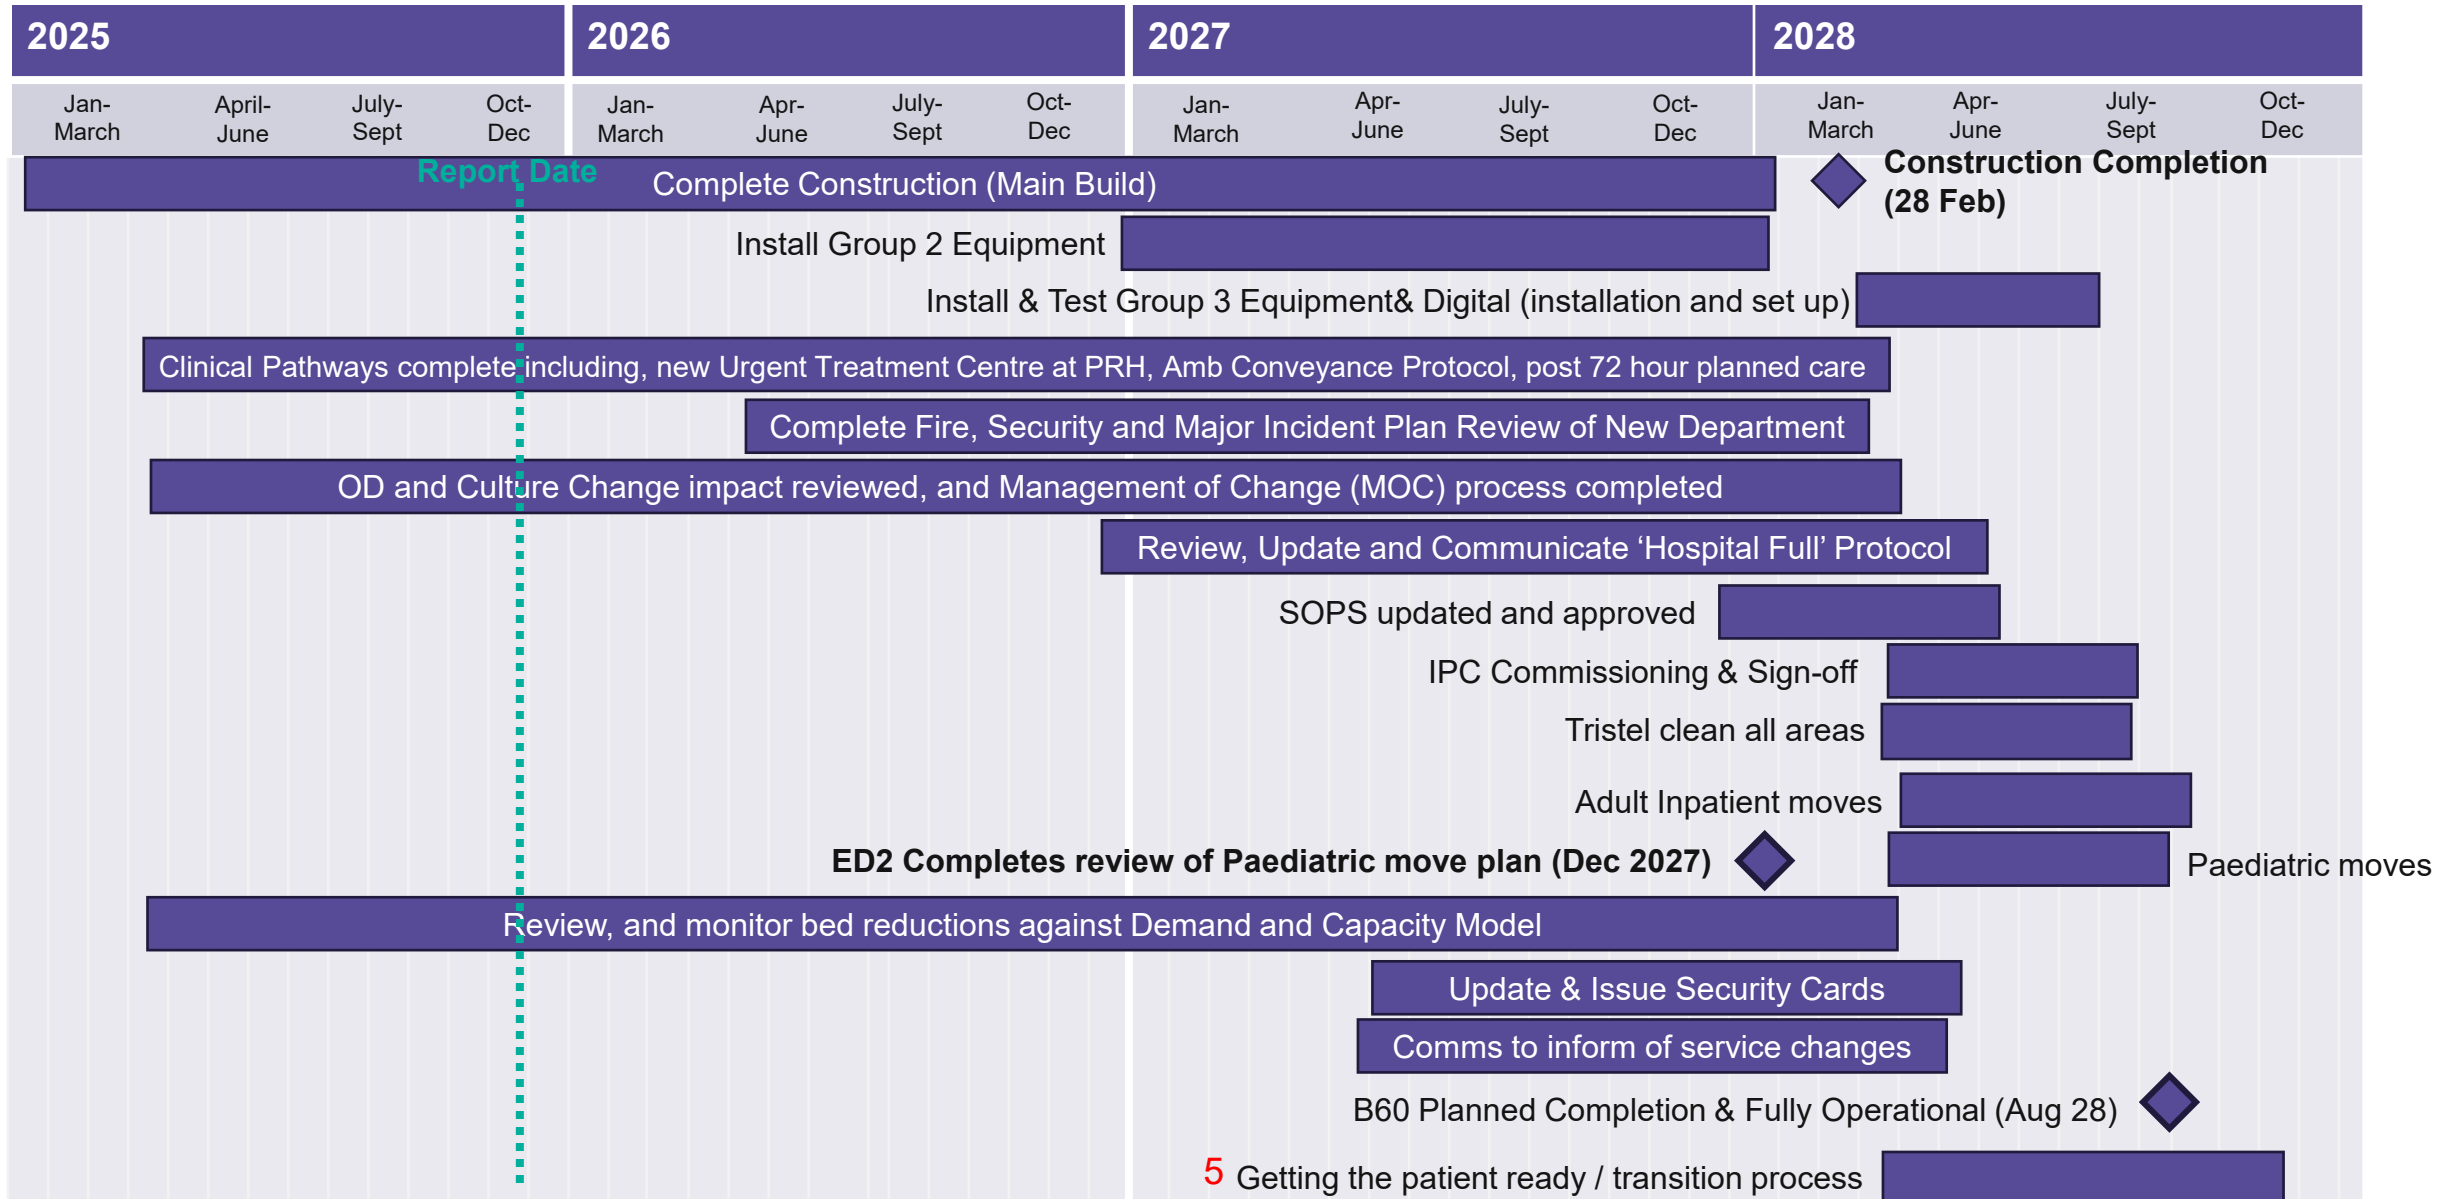 2025 2026 2027 2028
Jan-March April-June July-Sept Oct-Dec Jan-March Apr-June July-Sept Oct-Dec Jan-March Apr-June July-Sept Oct-Dec Jan-March Apr-June July-Sept Oct-Dec
Report Date
Complete Construction (Main Build)
Construction Completion
(28 Feb)
Install Group 2 Equipment
Install & Test Group 3 Equipment& Digital (installation and set up)
Clinical Pathways complete including, new Urgent Treatment Centre at PRH, Amb Conveyance Protocol, post 72 hour planned care
Complete Fire, Security and Major Incident Plan Review of New Department
OD and Culture Change impact reviewed, and Management of Change (MOC) process completed
Review, Update and Communicate ‘Hospital Full’ Protocol
SOPS updated and approved
IPC Commissioning & Sign-off
Tristel clean all areas
Adult Inpatient moves
ED2 Completes review of Paediatric move plan (Dec 2027)
Paediatric moves
Review, and monitor bed reductions against Demand and Capacity Model
Update & Issue Security Cards
Comms to inform of service changes
B60 Planned Completion & Fully Operational (Aug 28)
5 Getting the patient ready / transition process